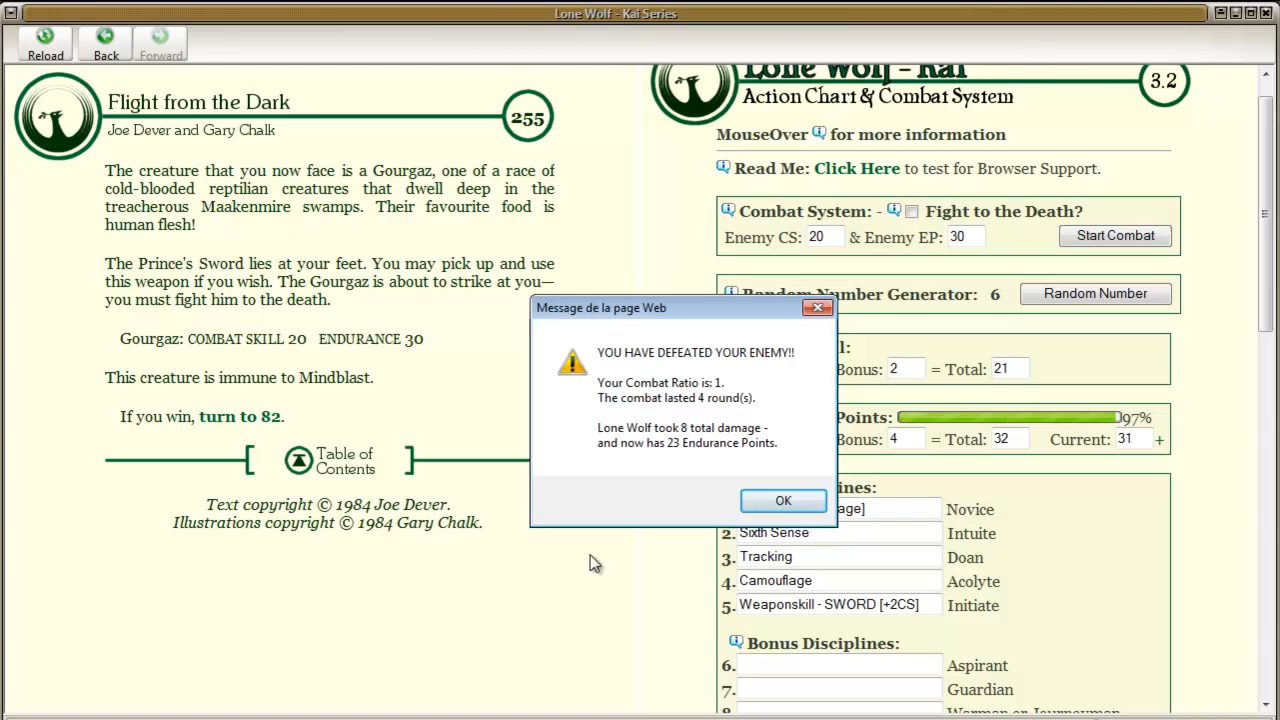 Lone Wolf - Kai Series
Reload
Back
Forward
Flight from the Dark
Joe Dever and Gary Chalk
255
The creature that you now face is a Gourgaz, one of a race of
cold-blooded reptilian creatures that dwell deep in the
treacherous Maakenmire swamps. Their favourite food is
human flesh!
The Prince's Sword lies at your feet. You may pick up and use
this weapon if you wish. The Gourgaz is about to strike at you—
you must fight him to the death.
Gourgaz: COMBAT SKILL 20 ENDURANCE 30
This creature is immune to Mindblast.
If you win, turn to 82.
Table of
Contents
Text copyright © 1984 Joe Dever.
Illustrations copyright © 1984 Gary Chalk.
Lone Wolf - Kai
Action Chart & Combat System
3.2
MouseOver for more information
Read Me: Click Here to test for Browser Support.
Combat System: - Fight to the Death?
Enemy CS: 20 & Enemy EP: 30 Start Combat
Random Number Generator: 6 Random Number
l:
Bonus: 2 = Total: 21
Points: 97%
Bonus: 4 = Total: 32 Current: 31 +
ines:
age] Novice
2. Sixth Sense Intuite
3. Tracking Doan
4. Camouflage Acolyte
5. Weaponskill - SWORD [+2CS] Initiate
Bonus Disciplines:
6. Aspirant
7. Guardian
8. Warmarn or Journeyman
Message de la page Web
YOU HAVE DEFEATED YOUR ENEMY!!
Your Combat Ratio is: 1.
The combat lasted 4 round(s).
Lone Wolf took 8 total damage -
and now has 23 Endurance Points.
OK